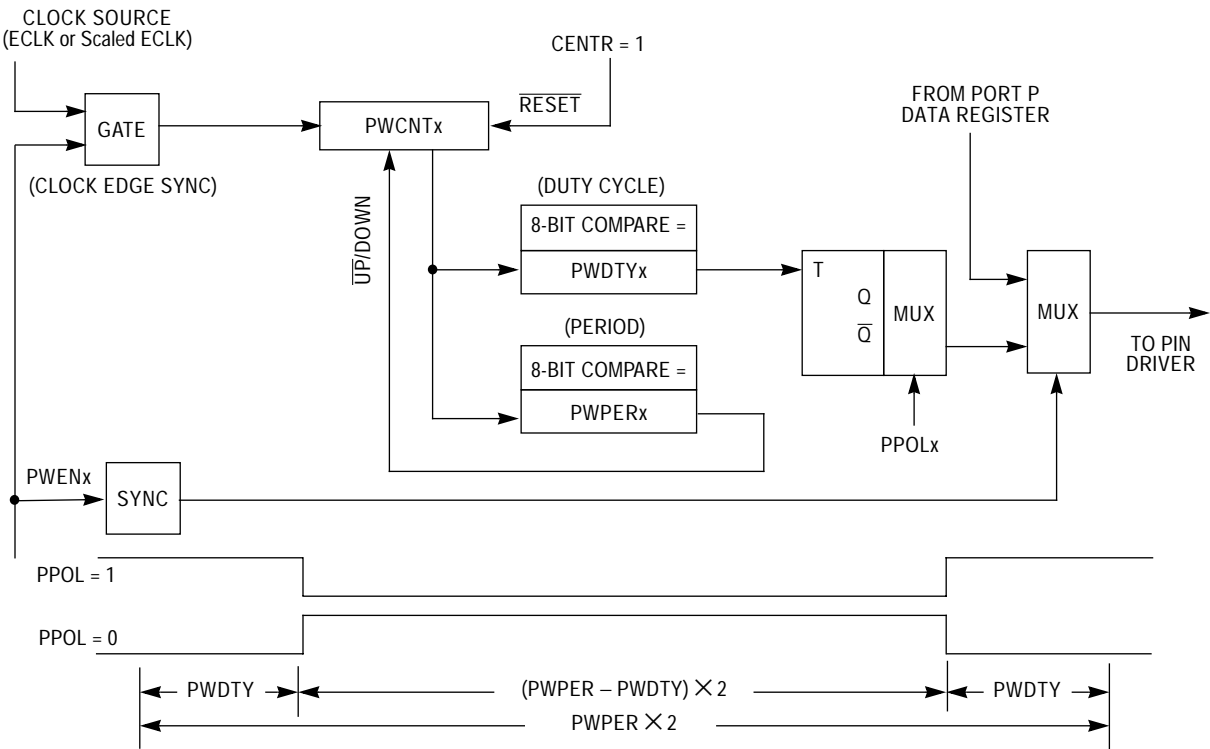 CLOCK SOURCE
(ECLK or Scaled ECLK)
CENTR = 1
RESET
FROM PORT P
DATA REGISTER
GATE
PWCNTx
(CLOCK EDGE SYNC)
UP/DOWN
(DUTY CYCLE)
8-BIT COMPARE =
PWDTYx
T
Q
Q
MUX
MUX
(PERIOD)
8-BIT COMPARE =
PWPERx
TO PIN
DRIVER
PPOLx
PWENx
SYNC
PPOL = 1
PPOL = 0
PWDTY
(PWPER – PWDTY) × 2
PWDTY
PWPER × 2